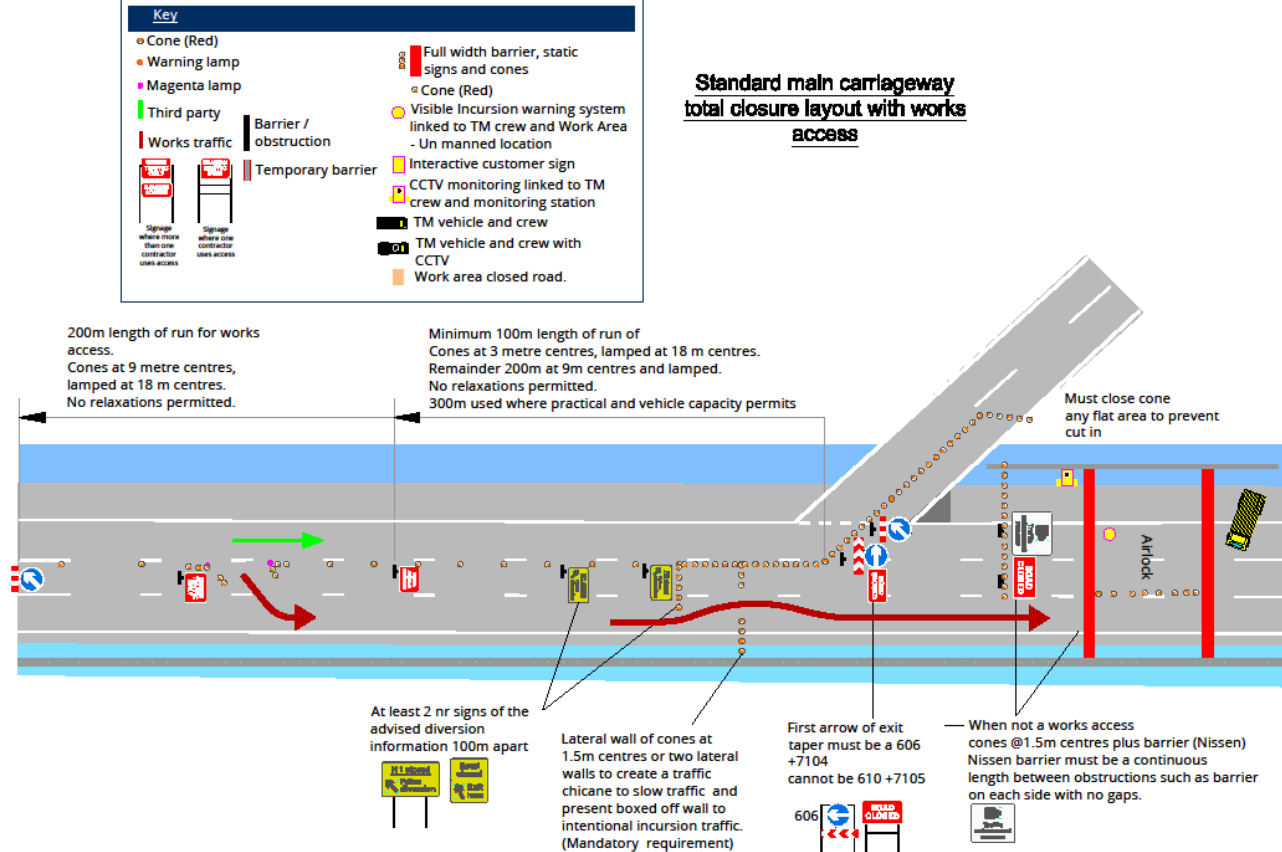 Key
Cone (Red)
Warning lamp
Magenta lamp
Third party
Works traffic
Barrier /
obstruction
Temporary barrier
Signage
where more
than one
contractor
uses access
Signage
where one
contractor
uses access
Full width barrier, static
signs and cones
Cone (Red)
Visible Incursion warning system
linked to TM crew and Work Area
- Un manned location
Interactive customer sign
CCTV monitoring linked to TM
crew and monitoring station
TM vehicle and crew
TM vehicle and crew with
CCTV
Work area closed road.
Standard main carriageway
total closure layout with works
access
200m length of run for works
access.
Cones at 9 metre centres,
lamped at 18 m centres.
No relaxations permitted.
Minimum 100m length of run of
Cones at 3 metre centres, lamped at 18 m centres.
Remainder 200m at 9m centres and lamped.
No relaxations permitted.
300m used where practical and vehicle capacity permits
Must close cone
any flat area to prevent
cut in
ROAD
CLOSED
Airlock
At least 2 nr signs of the
advised diversion
information 100m apart
Lateral wall of cones at
1.5m centres or two lateral
walls to create a traffic
chicane to slow traffic and
present boxed off wall to
intentional incursion traffic.
(Mandatory requirement)
First arrow of exit
taper must be a 606
+7104
cannot be 610 +7105
606
ROAD
CLOSED
When not a works access
cones @1.5m centres plus barrier (Nissen)
Nissen barrier must be a continuous
length between obstructions such as barrier
on each side with no gaps.